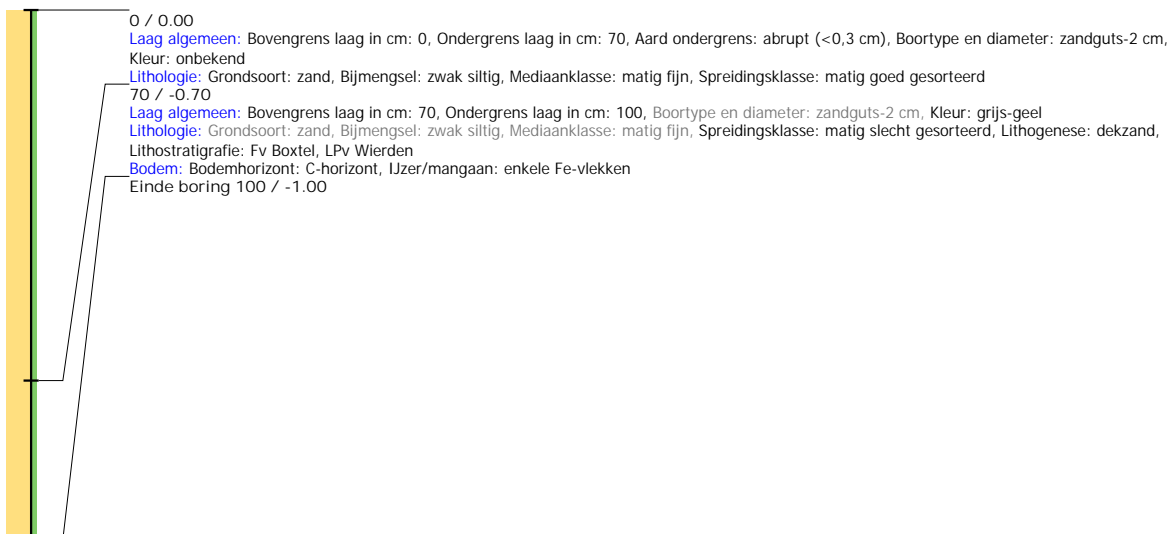 0 / 0.00
Laag algemeen: Bovengrens laag in cm: 0, Ondergrens laag in cm: 70, Aard ondergrens: abrupt (<0,3 cm), Boortype en diameter: zandguts-2 cm,
Kleur: onbekend
Lithologie: Grondsoort: zand, Bijmengsel: zwak siltig, Mediaanklasse: matig fijn, Spreidingsklasse: matig goed gesorteerd
70 / -0.70
Laag algemeen: Bovengrens laag in cm: 70, Ondergrens laag in cm: 100, Boortype en diameter: zandguts-2 cm, Kleur: grijs-geel
Lithologie: Grondsoort: zand, Bijmengsel: zwak siltig, Mediaanklasse: matig fijn, Spreidingsklasse: matig slecht gesorteerd, Lithogenese: dekzand,
Lithostratigrafie: Fv Boxtel, LPv Wierden
Bodem: Bodemhorizont: C-horizont, IJzer/mangaan: enkele Fe-vlekken
Einde boring 100 / -1.00